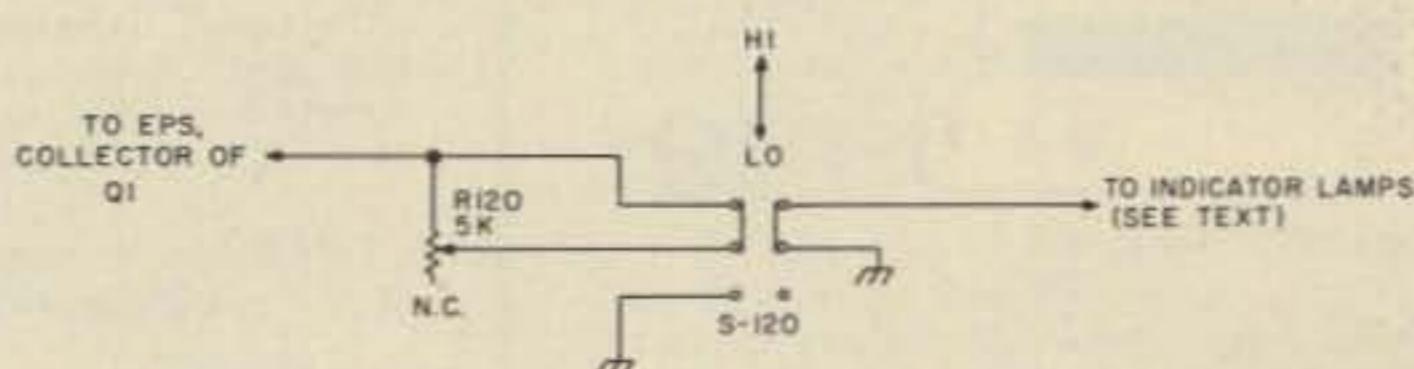 HI
LO
TO EPS,
COLLECTOR OF
Q1
R120
5K
N.C.
TO INDICATOR LAMPS
(SEE TEXT)
S-120